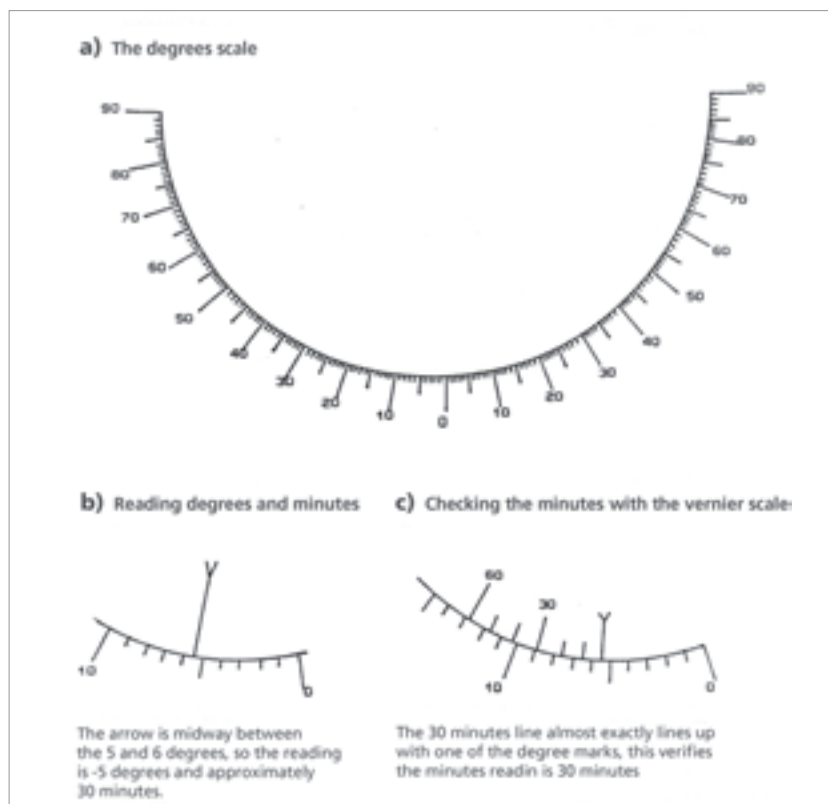 a) The degrees scale
90
90
80
80
70
70
60
60
50
50
40
40
30
30
20
20
10
10
0
b) Reading degrees and minutes
c) Checking the minutes with the vernier scale
60
30
10
0
10
0
The arrow is midway between
the 5 and 6 degrees, so the reading
is -5 degrees and approximately
30 minutes.
The 30 minutes line almost exactly lines up
with one of the degree marks, this verifies
the minutes readin is 30 minutes